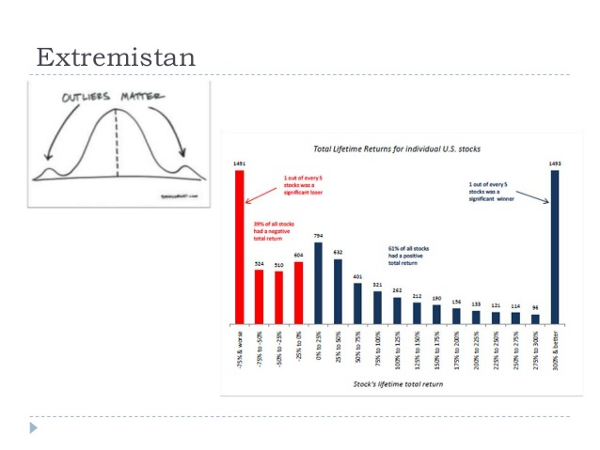 Extremistan
OUTLIERS MATTER
Total Lifetime Returns for individual U.S. stocks
1491
1 out of every 5
stocks was a
significant loser
1 out of every 5
stocks was a
significant winner
1493
39% of all stocks
had a negative
total return
61% of all stocks
had a positive
total return
524
510
604
794
632
401
321
262
212
190
156
133
121
114
96
-75% & worse
-75% to -50%
-50% to -25%
-25% to 0%
0% to 25%
25% to 50%
50% to 75%
75% to 100%
100% to 125%
125% to 150%
150% to 175%
175% to 200%
200% to 225%
225% to 250%
250% to 275%
275% to 300%
300% & better
Stock's lifetime total return